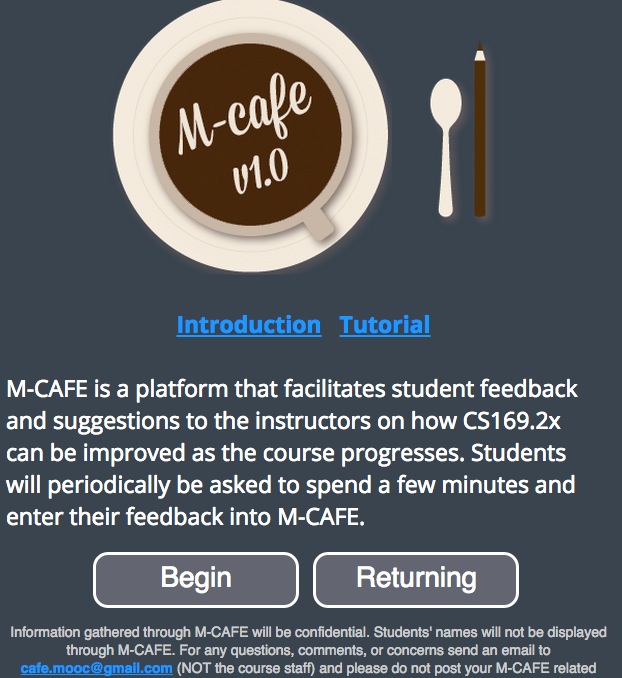 M-cafe
v1.0
Introduction Tutorial
M-CAFE is a platform that facilitates student feedback
and suggestions to the instructors on how CS169.2x
can be improved as the course progresses. Students
will periodically be asked to spend a few minutes and
enter their feedback into M-CAFE.
Begin Returning
Information gathered through M-CAFE will be confidential. Students' names will not be displayed
through M-CAFE. For any questions, comments, or concerns send an email to
cafe.mooc@gmail.com (NOT the course staff) and please do not post your M-CAFE related